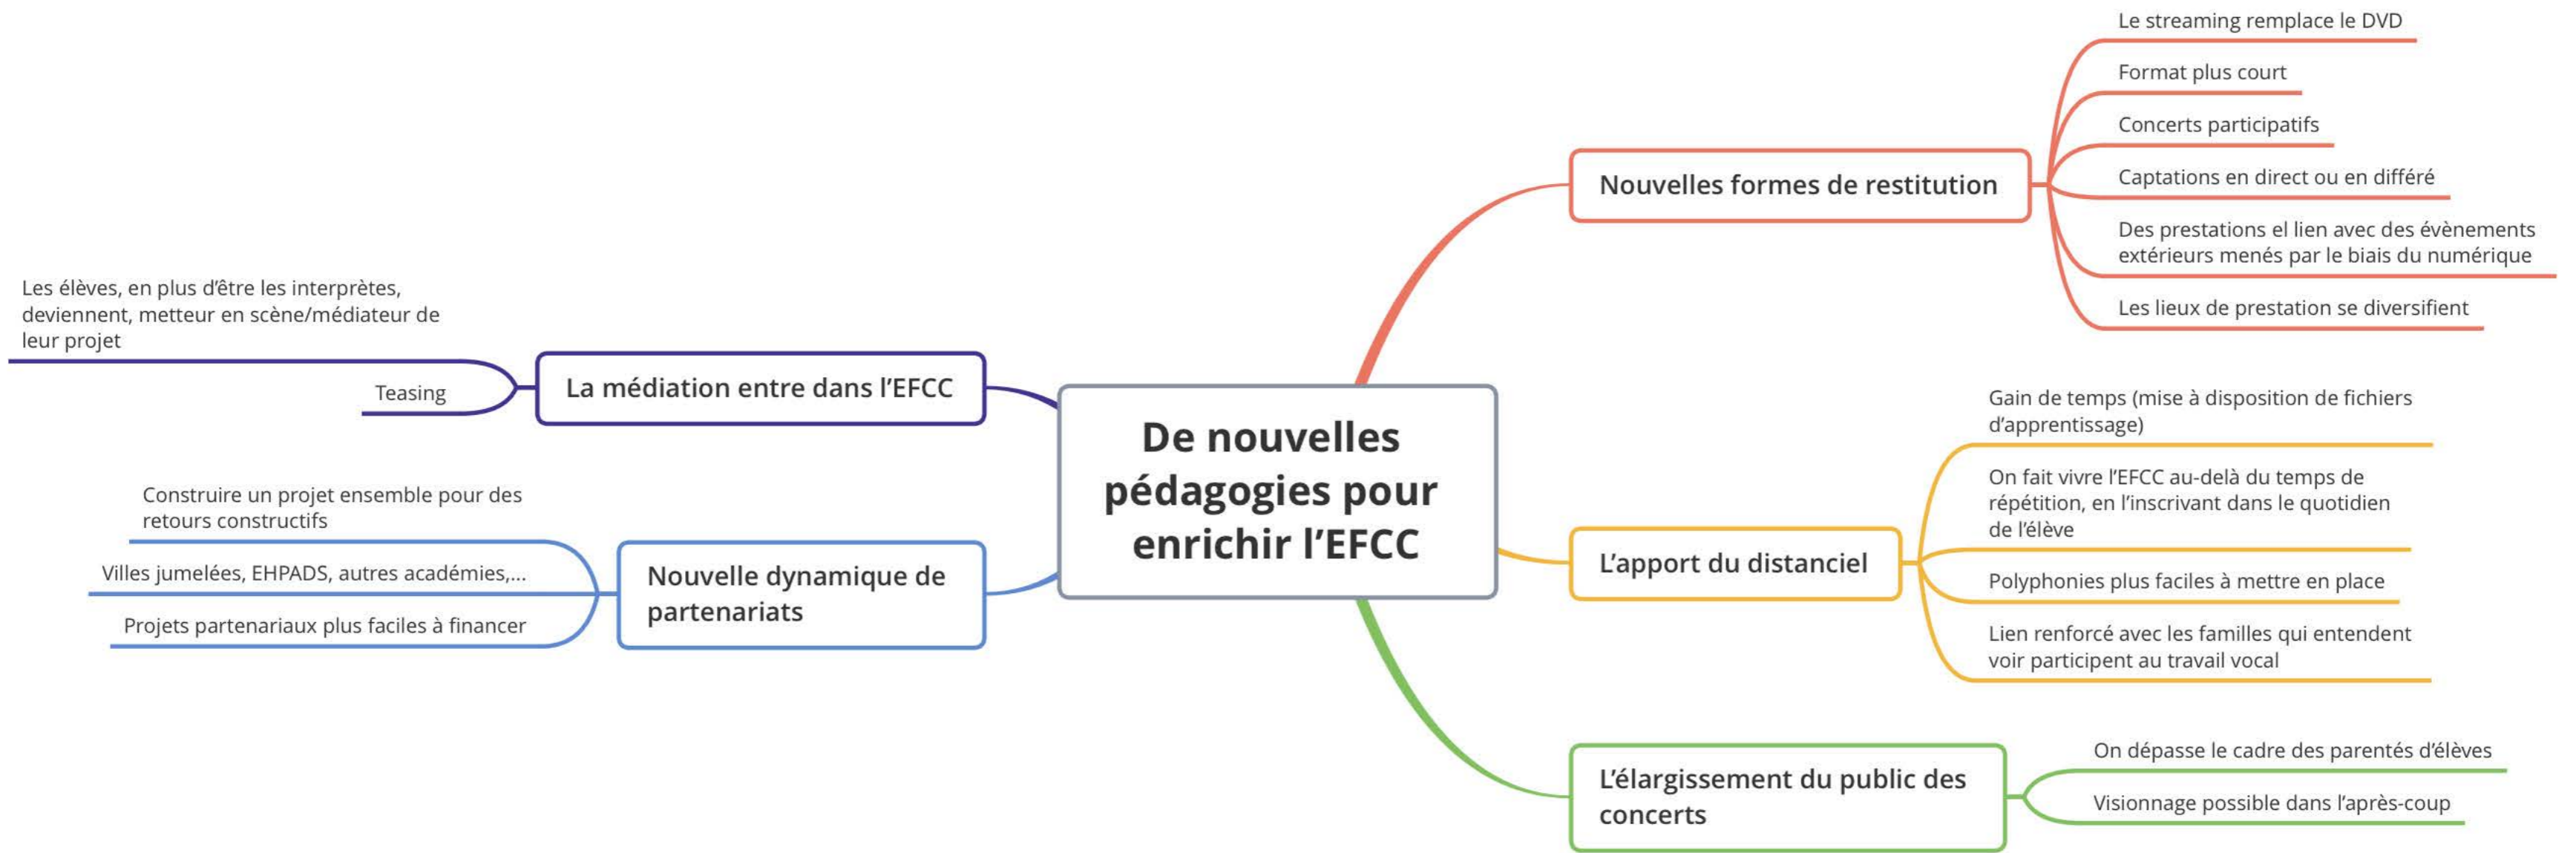 De nouvelles
pédagogies pour
enrichir l’EFCC
Nouvelles formes de restitution
Le streaming remplace le DVD
Format plus court
Concerts participatifs
Captations en direct ou en différé
Des prestations el lien avec des évènements
extérieurs menés par le biais du numérique
Les lieux de prestation se diversifient
L’apport du distanciel
Gain de temps (mise à disposition de fichiers
d’apprentissage)
On fait vivre l’EFCC au-delà du temps de
répétition, en l’inscrivant dans le quotidien
de l’élève
Polyphonies plus faciles à mettre en place
Lien renforcé avec les familles qui entendent
voir participent au travail vocal
L’élargissement du public des
concerts
On dépasse le cadre des parentés d’élèves
Visionnage possible dans l’après-coup
La médiation entre dans l’EFCC
Les élèves, en plus d’être les interprètes,
deviennent, metteur en scène/médiateur de
leur projet
Teasing
Nouvelle dynamique de
partenariats
Construire un projet ensemble pour des
retours constructifs
Villes jumelées, EHPADS, autres académies,...
Projets partenariaux plus faciles à financer